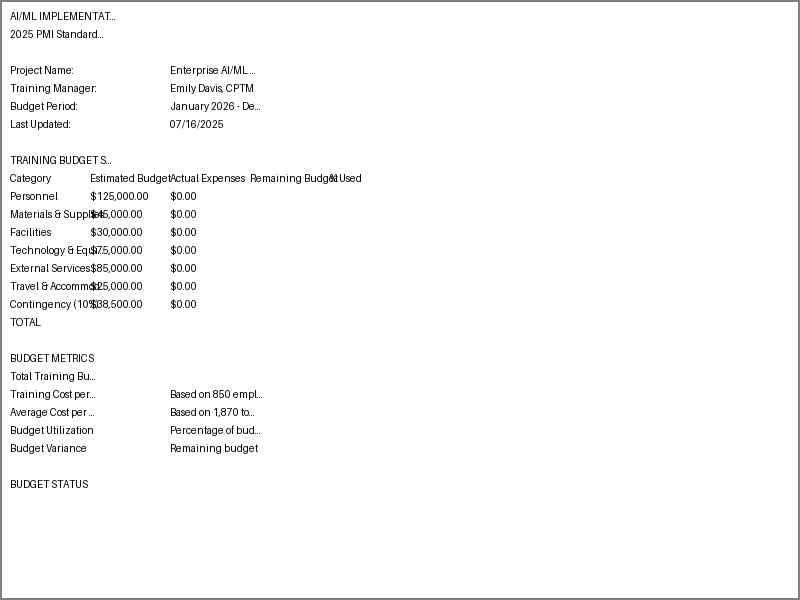 AI/ML IMPLEMENTAT...
2025 PMI Standard...
Project Name: Enterprise AI/ML ...
Training Manager: Emily Davis, CPTM
Budget Period: January 2026 - De...
Last Updated: 07/16/2025
TRAINING BUDGET S...
Category Estimated Budget Actual Expenses Remaining Budget % Used
Personnel $125,000.00 $0.00
Materials & Supplies $45,000.00 $0.00
Facilities $30,000.00 $0.00
Technology & Equi... $75,000.00 $0.00
External Services $85,000.00 $0.00
Travel & Accommod... $25,000.00 $0.00
Contingency (10%) $38,500.00 $0.00
TOTAL
BUDGET METRICS
Total Training Bu...
Training Cost per... Based on 850 empl...
Average Cost per ... Based on 1,870 to...
Budget Utilization Percentage of bud...
Budget Variance Remaining budget
BUDGET STATUS